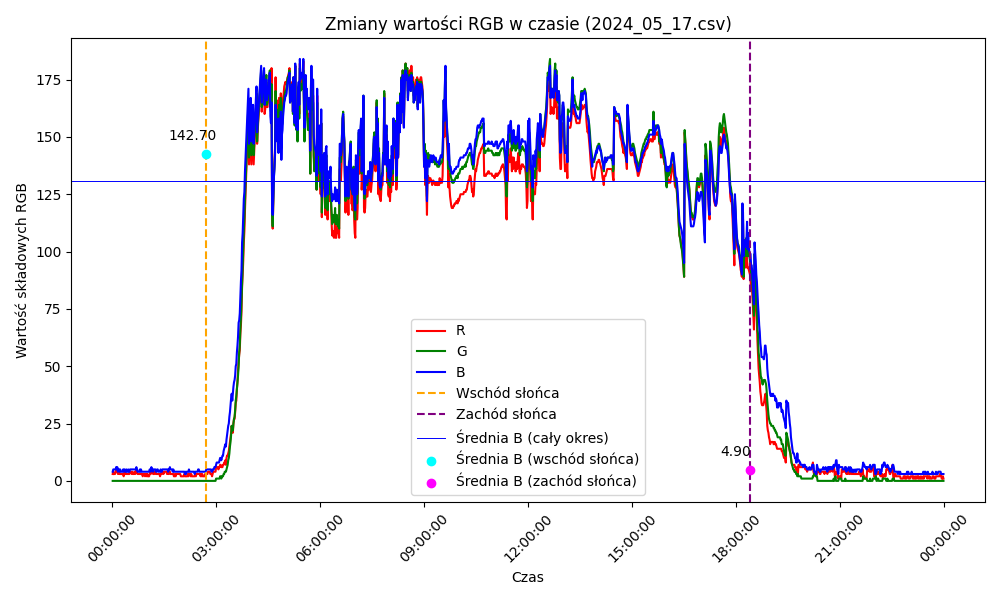 Zmiany wartości RGB w czasie (2024_05_17.csv)
Wartość składowych RGB
175
150
125
100
75
50
25
0
142.70
4.90
R
G
B
Wschód słońca
Zachód słońca
Średnia B (cały okres)
Średnia B (wschód słońca)
Średnia B (zachód słońca)
00:00:00
03:00:00
06:00:00
09:00:00
12:00:00
15:00:00
18:00:00
21:00:00
00:00:00
Czas